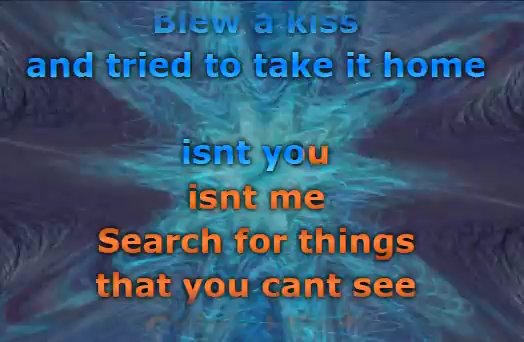 Blew a kiss
and tried to take it home
isnt you
isnt me
Search for things
that you cant see